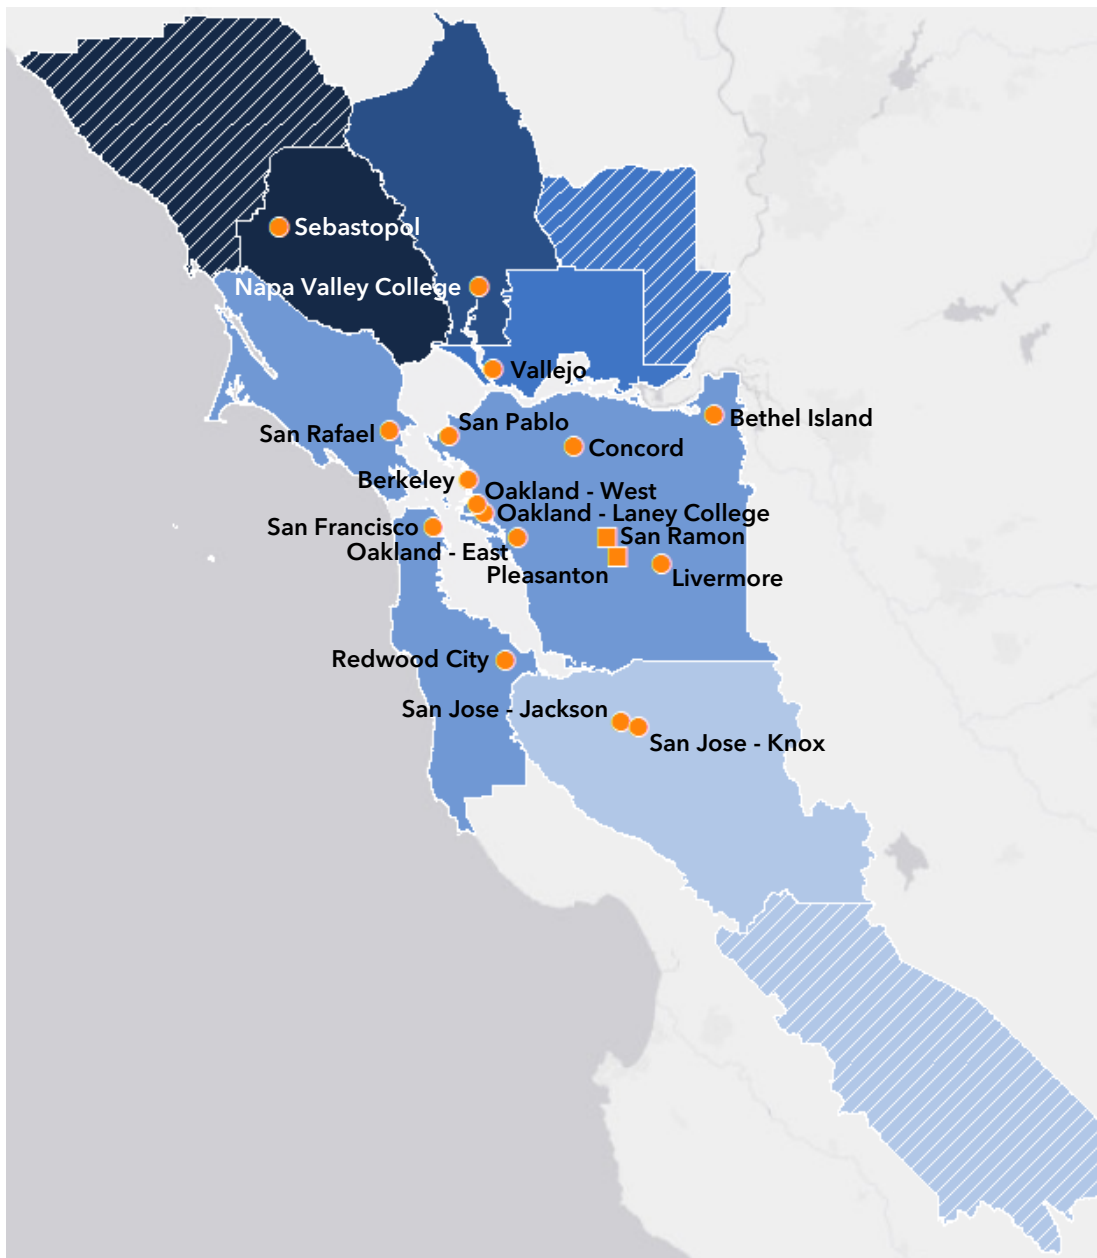 Sebastopol
Napa Valley College
Vallejo
Bethel Island
San Pablo
San Rafael
Concord
Berkeley
Oakland - West
Oakland - Laney College
San Francisco
San Ramon
Oakland - East
Pleasanton
Livermore
Redwood City
San Jose - Jackson
San Jose - Knox